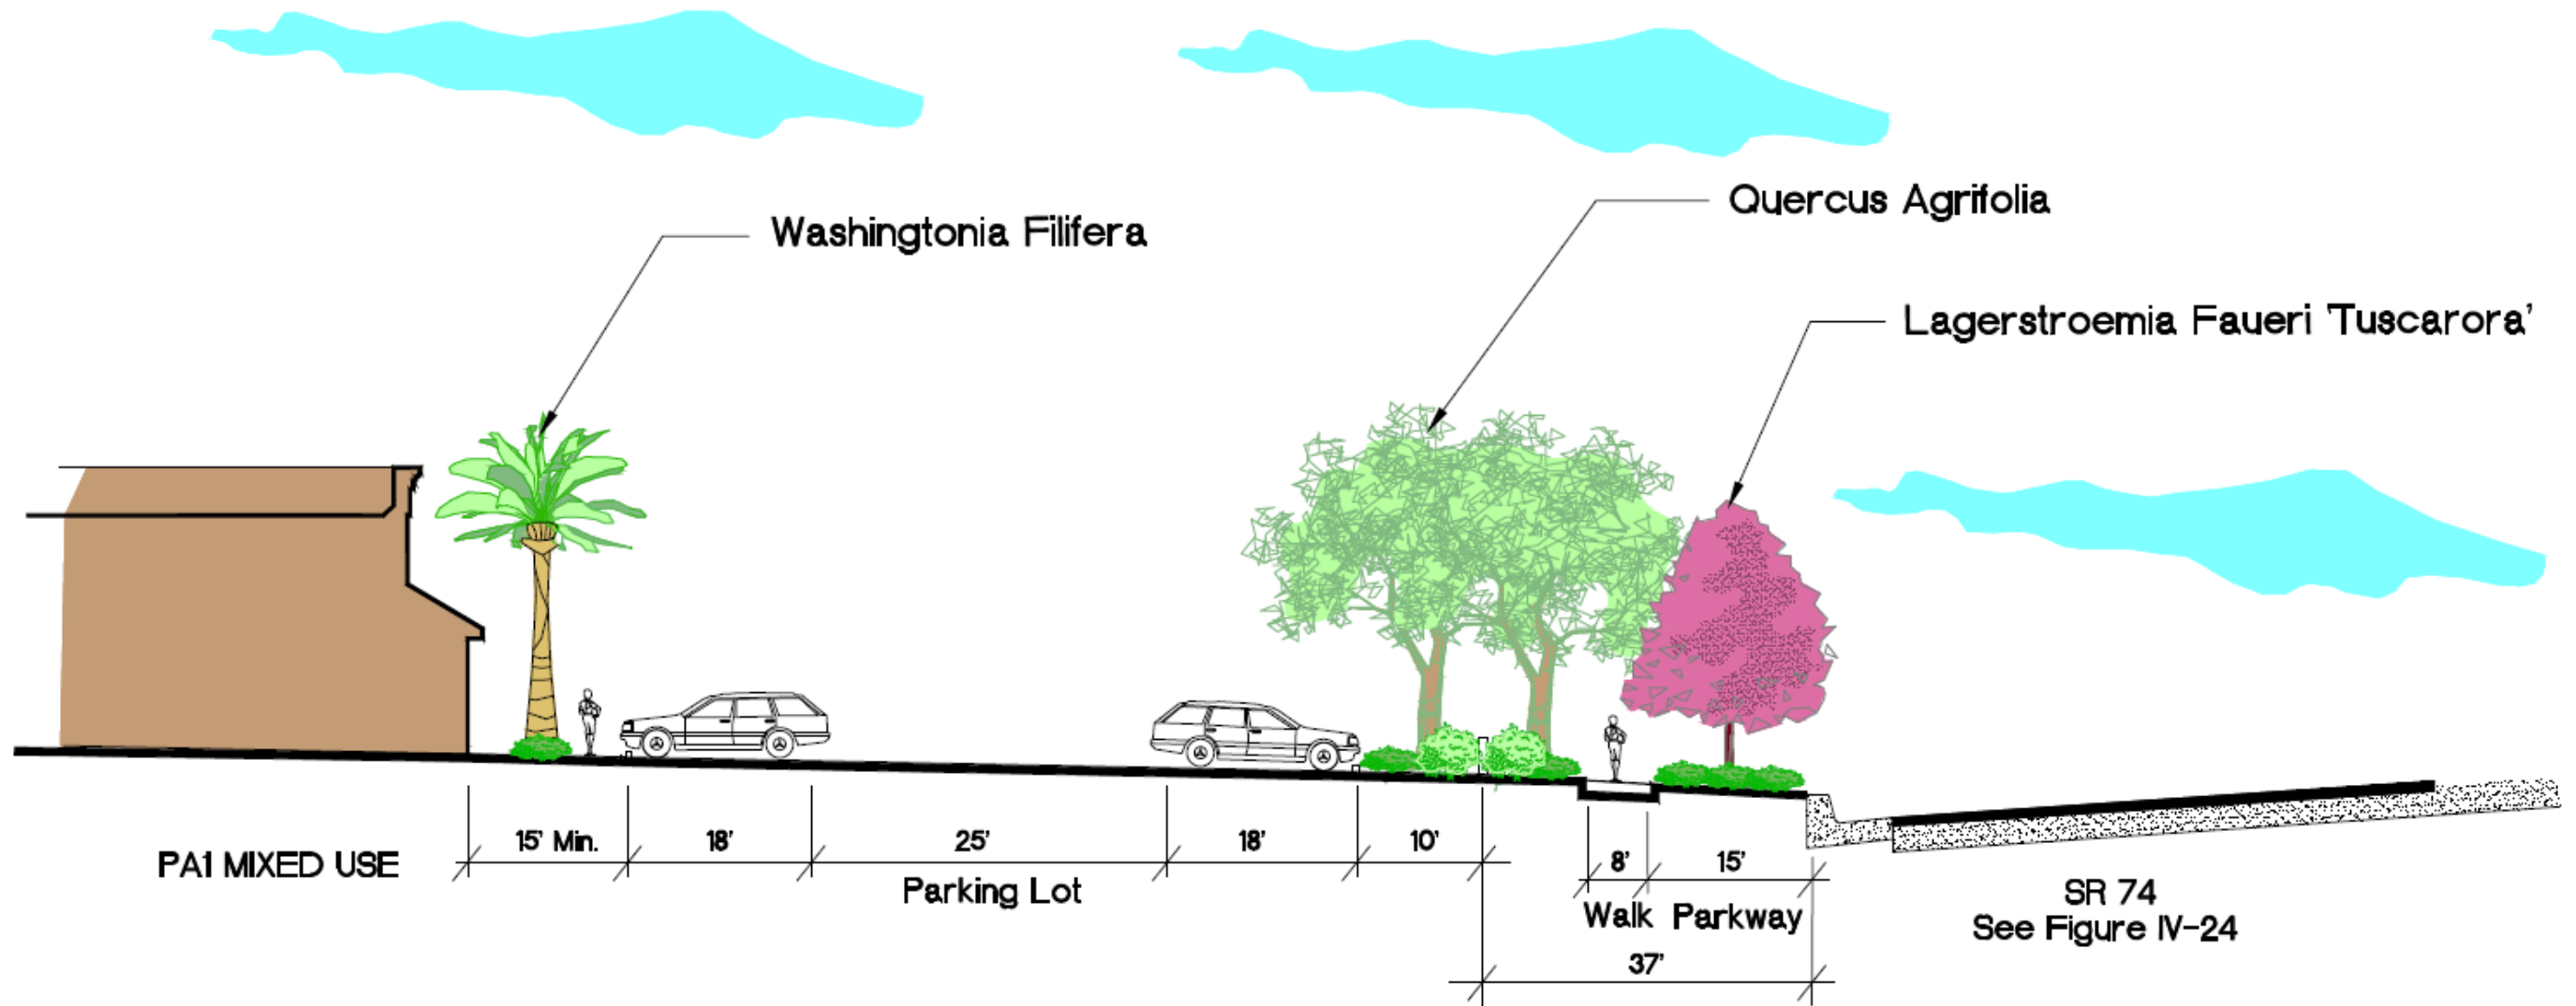 Quercus Agrifolia
Washingtonia Filifera
Lagerstroemia Faueri 'Tuscarora'
15' Min.
18'
25'
18'
10'
8'
15'
PA1 MIXED USE
Parking Lot
Walk
Parkway
SR 74
See Figure IV-24
37'